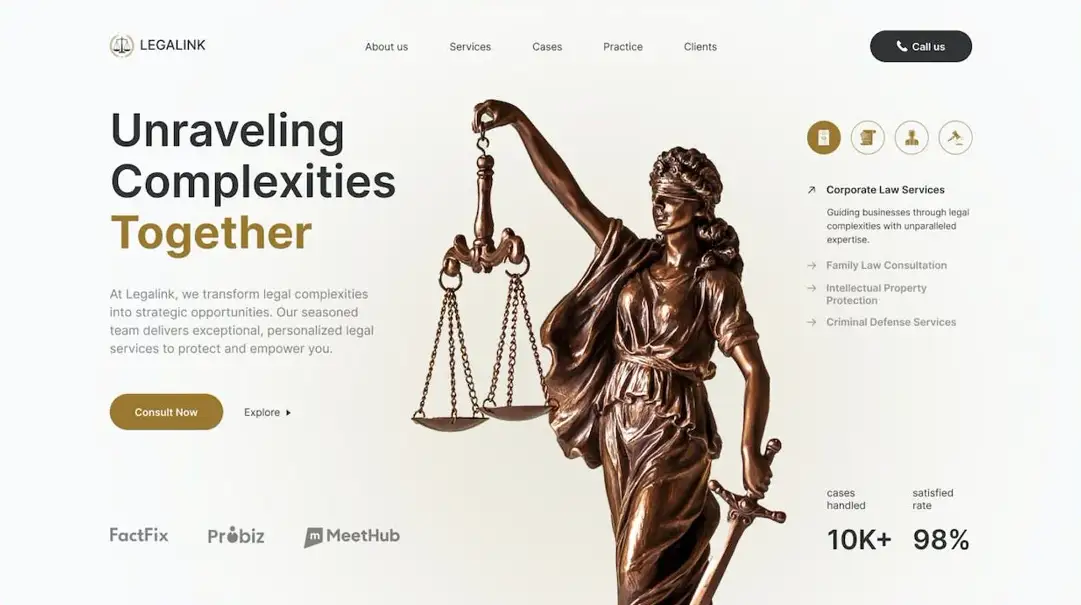 LEGALINK
About us
Services
Cases
Practice
Clients
Call us
Unraveling
Complexities
Together
At Legalink, we transform legal complexities
into strategic opportunities. Our seasoned
team delivers exceptional, personalized legal
services to protect and empower you.
Consult Now
Explore
FactFix
Probiz
m MeetHub
Corporate Law Services
Guiding businesses through legal
complexities with unparalleled
expertise.
Family Law Consultation
Intellectual Property
Protection
Criminal Defense Services
cases
handled
10K+
satisfied
rate
98%